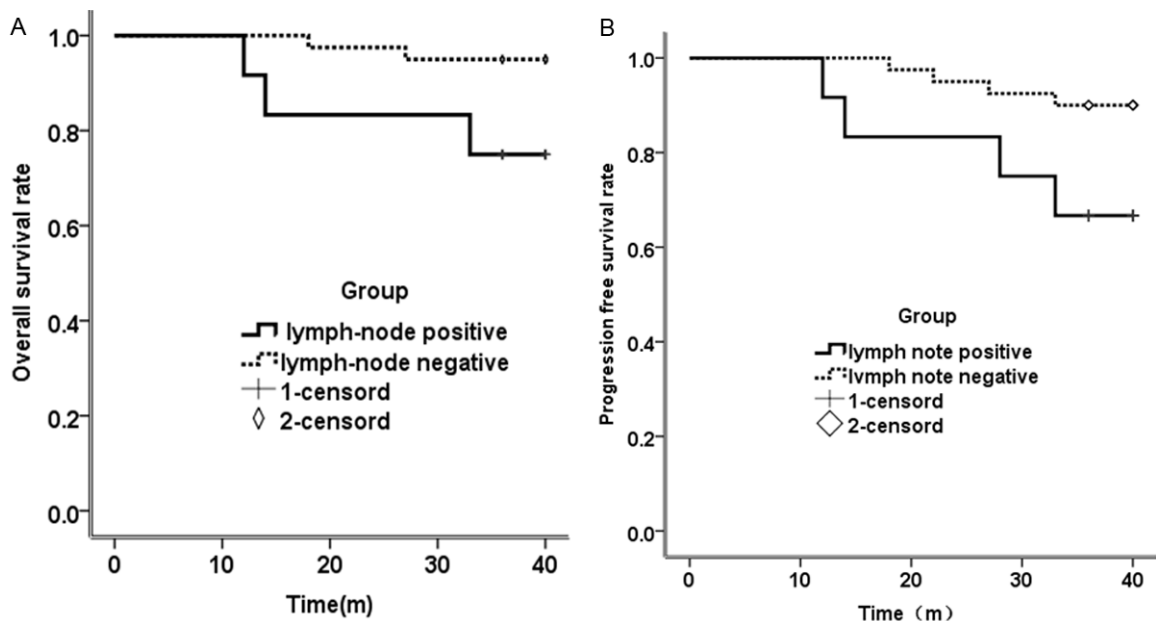 A
Overall survival rate
1.0
0.8
0.6
0.4
0.2
0.0
0 10 20 30 40
Time(m)
Group
lymph-node positive
lymph-node negative
1-censord
2-censord
B
Progression free survival rate
1.0
0.8
0.6
0.4
0.2
0.0
0 10 20 30 40
Time （m）
Group
lymph note positive
lvmph note negative
1-censord
2-censord